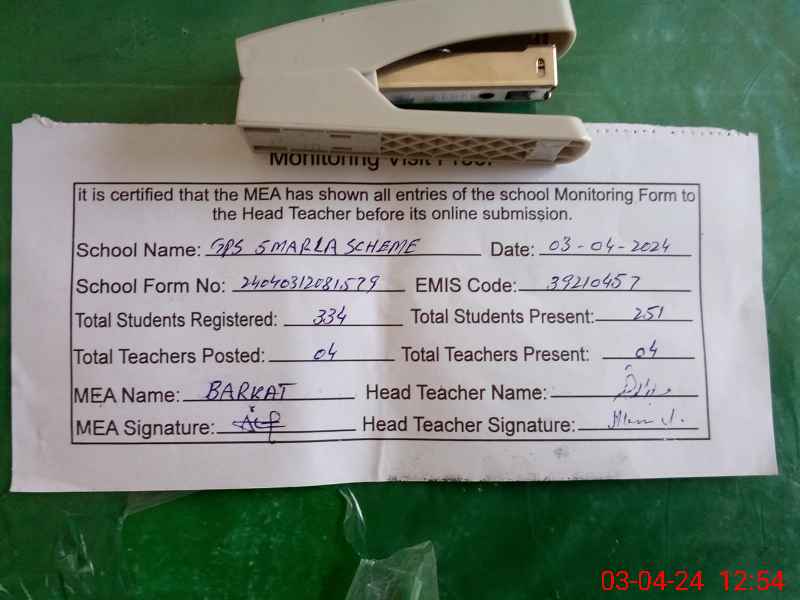 Monitoring Visit Proof
it is certified that the MEA has shown all entries of the school Monitoring Form to
the Head Teacher before its online submission.
School Name: GPS 5 MARLA SCHEME Date: 03-04-2024
School Form No: 24040312081579 EMIS Code: 39210457
Total Students Registered: 334 Total Students Present: 251
Total Teachers Posted: 04 Total Teachers Present: 04
MEA Name: BARKAT Head Teacher Name:
MEA Signature: Head Teacher Signature:
03-04-24 12:54